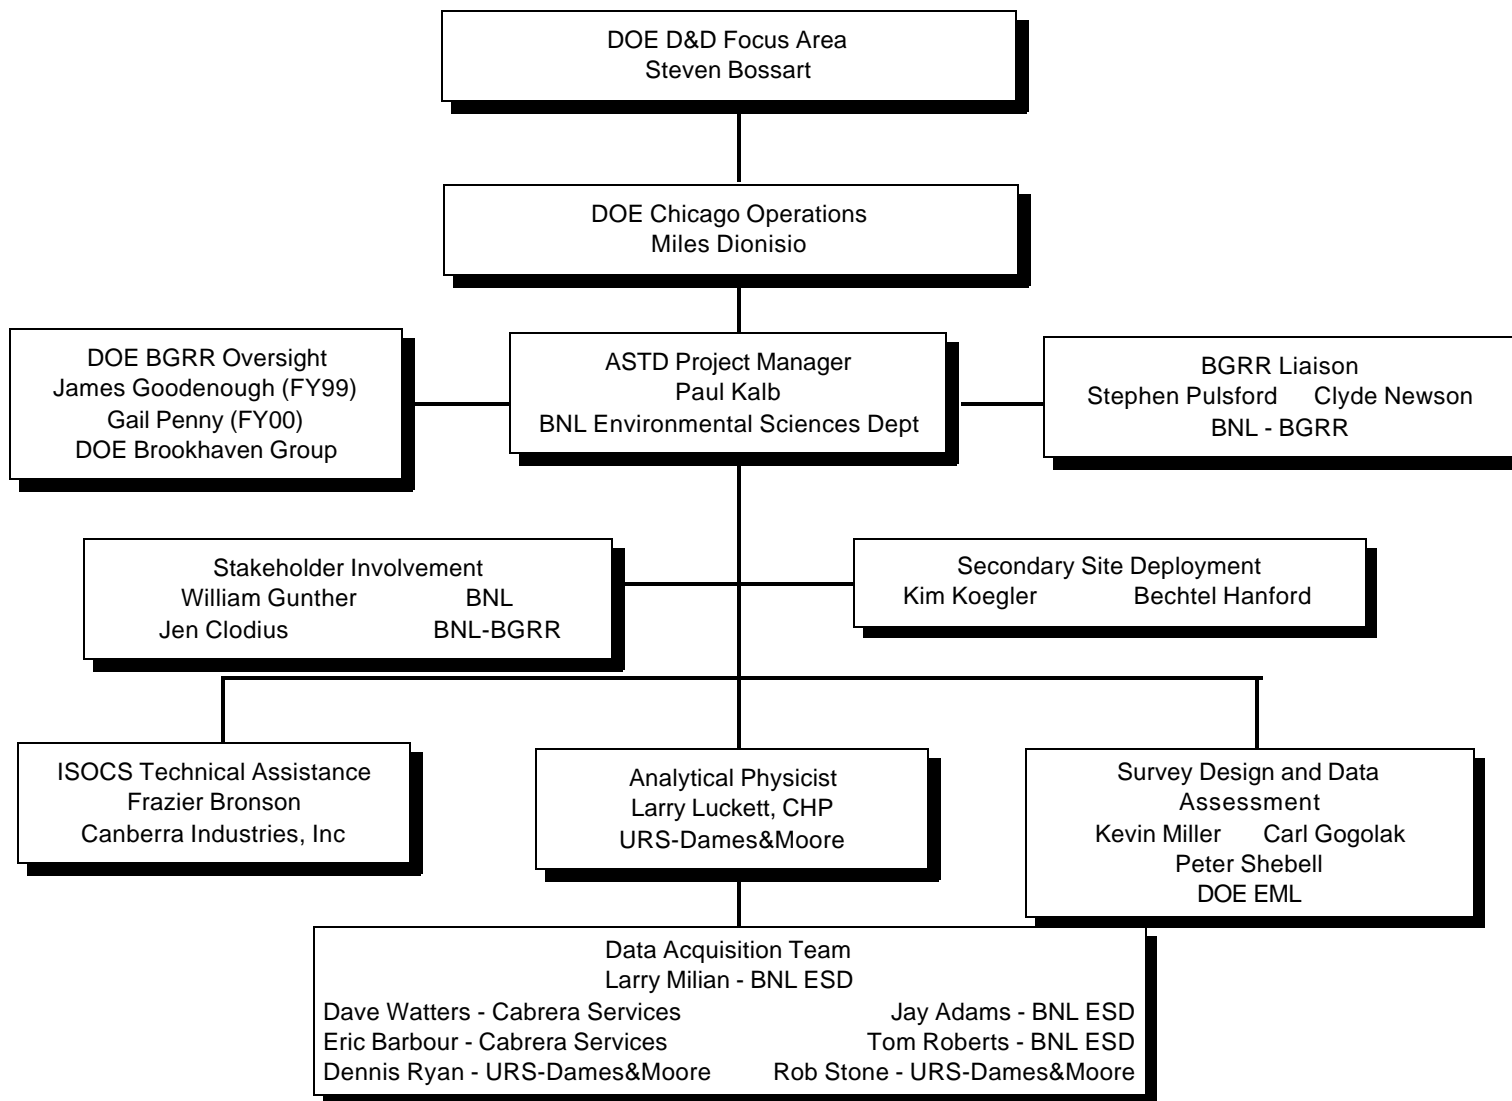 DOE D&D Focus Area
Steven Bossart
DOE Chicago Operations
Miles Dionisio
DOE BGRR Oversight
James Goodenough (FY99)
Gail Penny (FY00)
DOE Brookhaven Group
ASTD Project Manager
Paul Kalb
BNL Environmental Sciences Dept
BGRR Liaison
Stephen Pulsford Clyde Newson
BNL - BGRR
Stakeholder Involvement
William Gunther BNL
Jen Clodius BNL-BGRR
Secondary Site Deployment
Kim Koegler Bechtel Hanford
ISOCS Technical Assistance
Frazier Bronson
Canberra Industries, Inc
Analytical Physicist
Larry Luckett, CHP
URS-Dames&Moore
Survey Design and Data
Assessment
Kevin Miller Carl Gogolak
Peter Shebell
DOE EML
Data Acquisition Team
Larry Milian - BNL ESD
Dave Watters - Cabrera Services Jay Adams - BNL ESD
Eric Barbour - Cabrera Services Tom Roberts - BNL ESD
Dennis Ryan - URS-Dames&Moore Rob Stone - URS-Dames&Moore